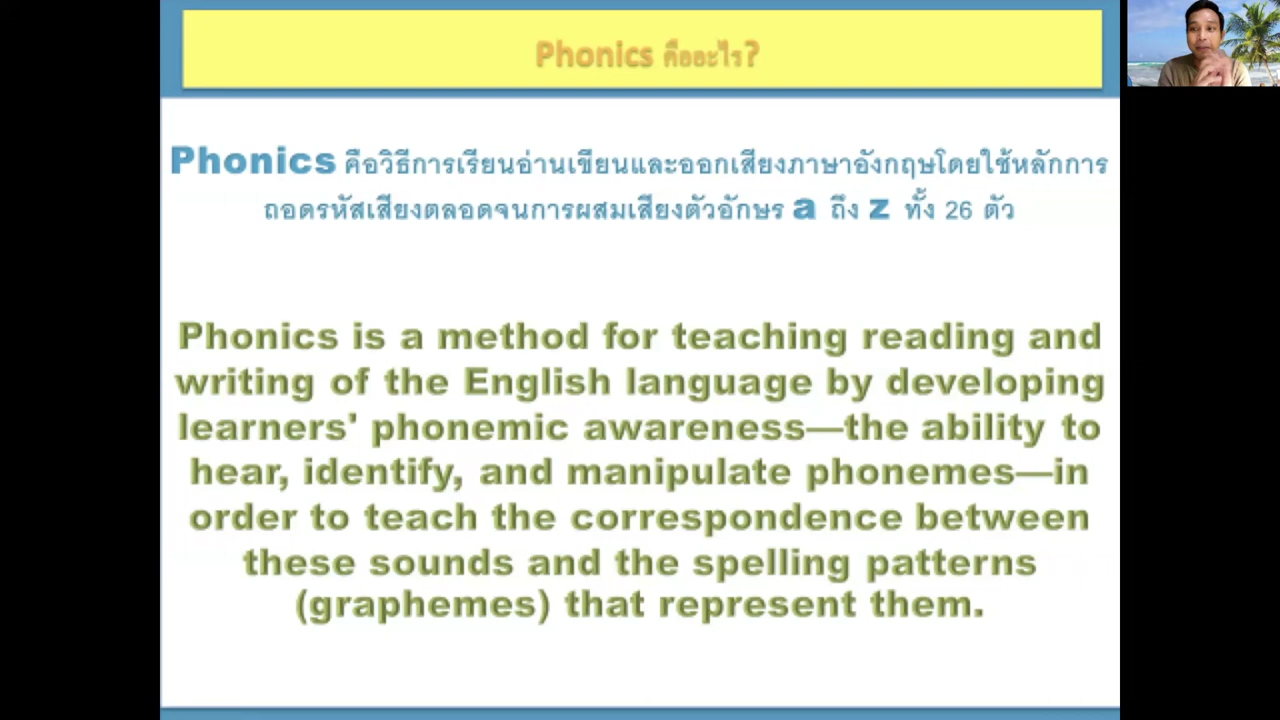 Phonics คืออะไร?
Phonics คือวิธีการเรียนอ่านเขียนและออกเสียงภาษาอังกฤษโดยใช้หลักการ
ถอดรหัสเสียงตลอดจนการผสมเสียงตัวอักษร a ถึง z ทั้ง 26 ตัว
Phonics is a method for teaching reading and
writing of the English language by developing
learners' phonemic awareness—the ability to
hear, identify, and manipulate phonemes—in
order to teach the correspondence between
these sounds and the spelling patterns
(graphemes) that represent them.